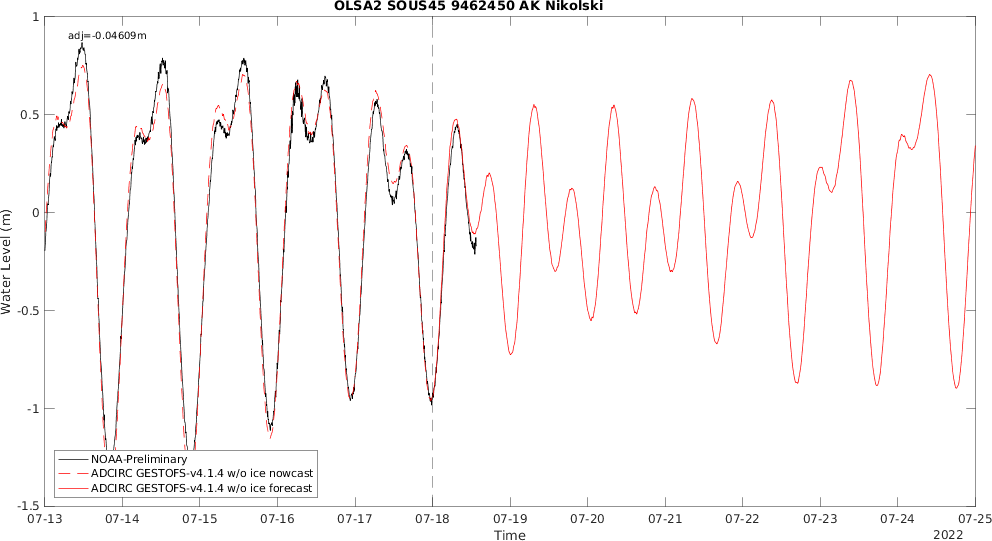 OLSA2 SOUS45 9462450 AK Nikolski
adj=-0.04609m
1
0.5
0
-0.5
-1
-1.5
Water Level (m)
NOAA-Preliminary
ADCIRC GESTOFS-v4.1.4 w/o ice nowcast
ADCIRC GESTOFS-v4.1.4 w/o ice forecast
07-13 07-14 07-15 07-16 07-17 07-18 07-19 07-20 07-21 07-22 07-23 07-24 07-25
Time
2022